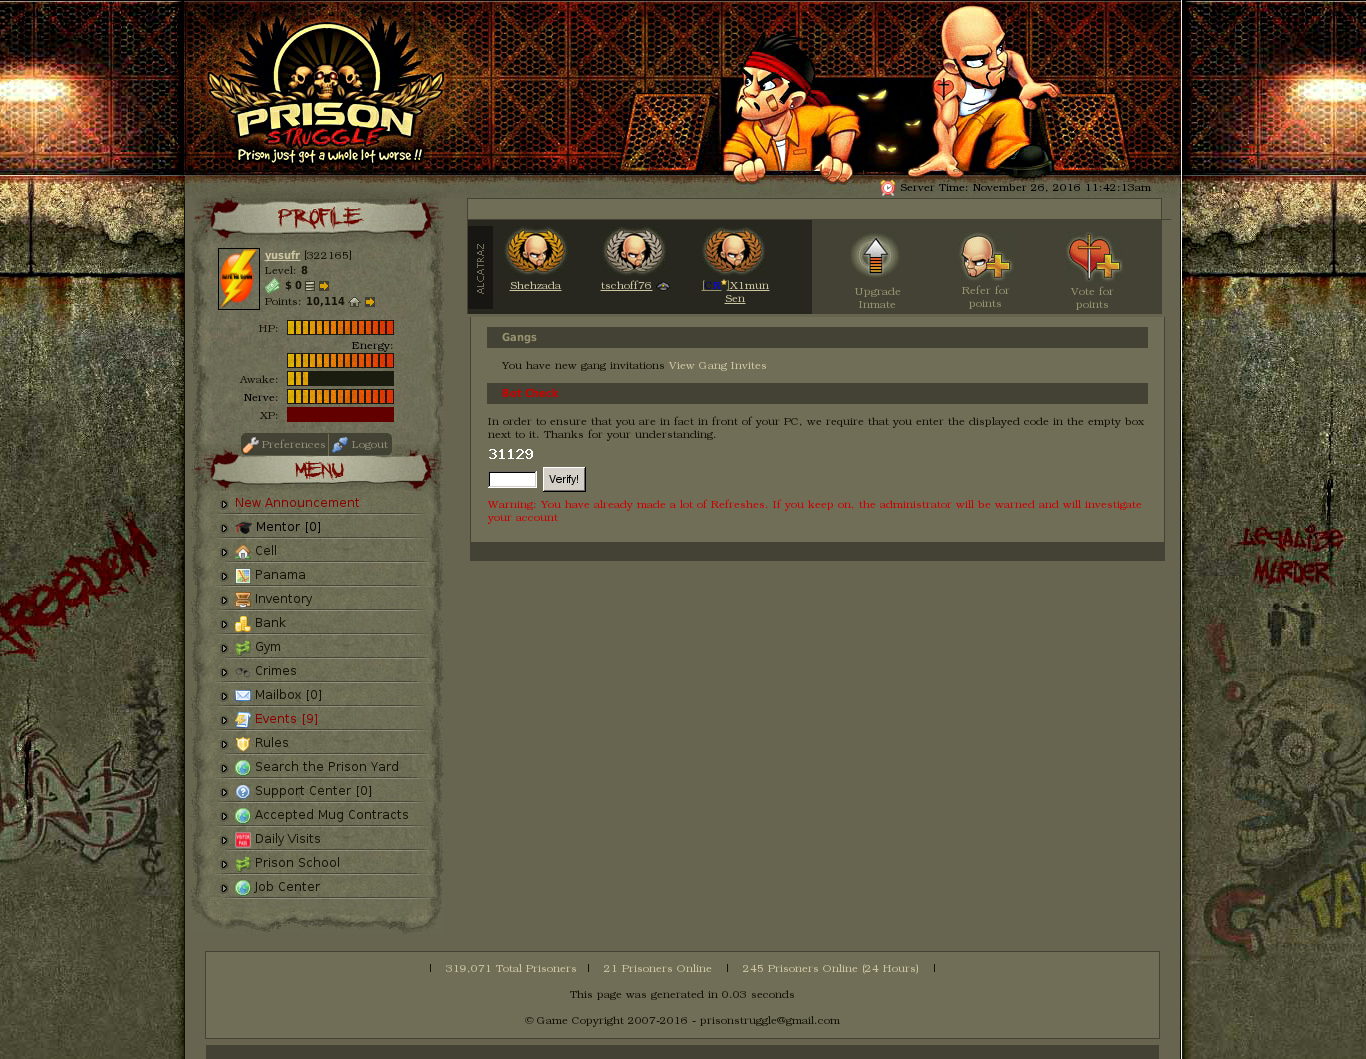 PRISON
STRUGGLE
Prison just got a whole lot worse !!
Server Time: November 26, 2016 11:42:13am
PROFILE
yusufr [322165]
Level: 8
$ 0
Points: 10,114
HP:
Energy:
Awake:
Nerve:
XP:
Preferences
Logout
MENU
New Announcement
Mentor [0]
Cell
Panama
Inventory
Bank
Gym
Crimes
Mailbox [0]
Events [9]
Rules
Search the Prison Yard
Support Center [0]
Accepted Mug Contracts
Daily Visits
Prison School
Job Center
ALCATRAZ
Shehzada
tschoff76
]X1mun
Sen
Upgrade
Inmate
Refer for
points
Vote for
points
Gangs
You have new gang invitations View Gang Invites
Bot Check
In order to ensure that you are in fact in front of your PC, we require that you enter the displayed code in the empty box
next to it. Thanks for your understanding.
31129
Verify!
Warning: You have already made a lot of Refreshes. If you keep on, the administrator will be warned and will investigate
your account
FREEDOM
LEGALIZE
MURDER
319,071 Total Prisoners
21 Prisoners Online
245 Prisoners Online (24 Hours)
This page was generated in 0.03 seconds
© Game Copyright 2007-2016 - prisonstruggle@gmail.com